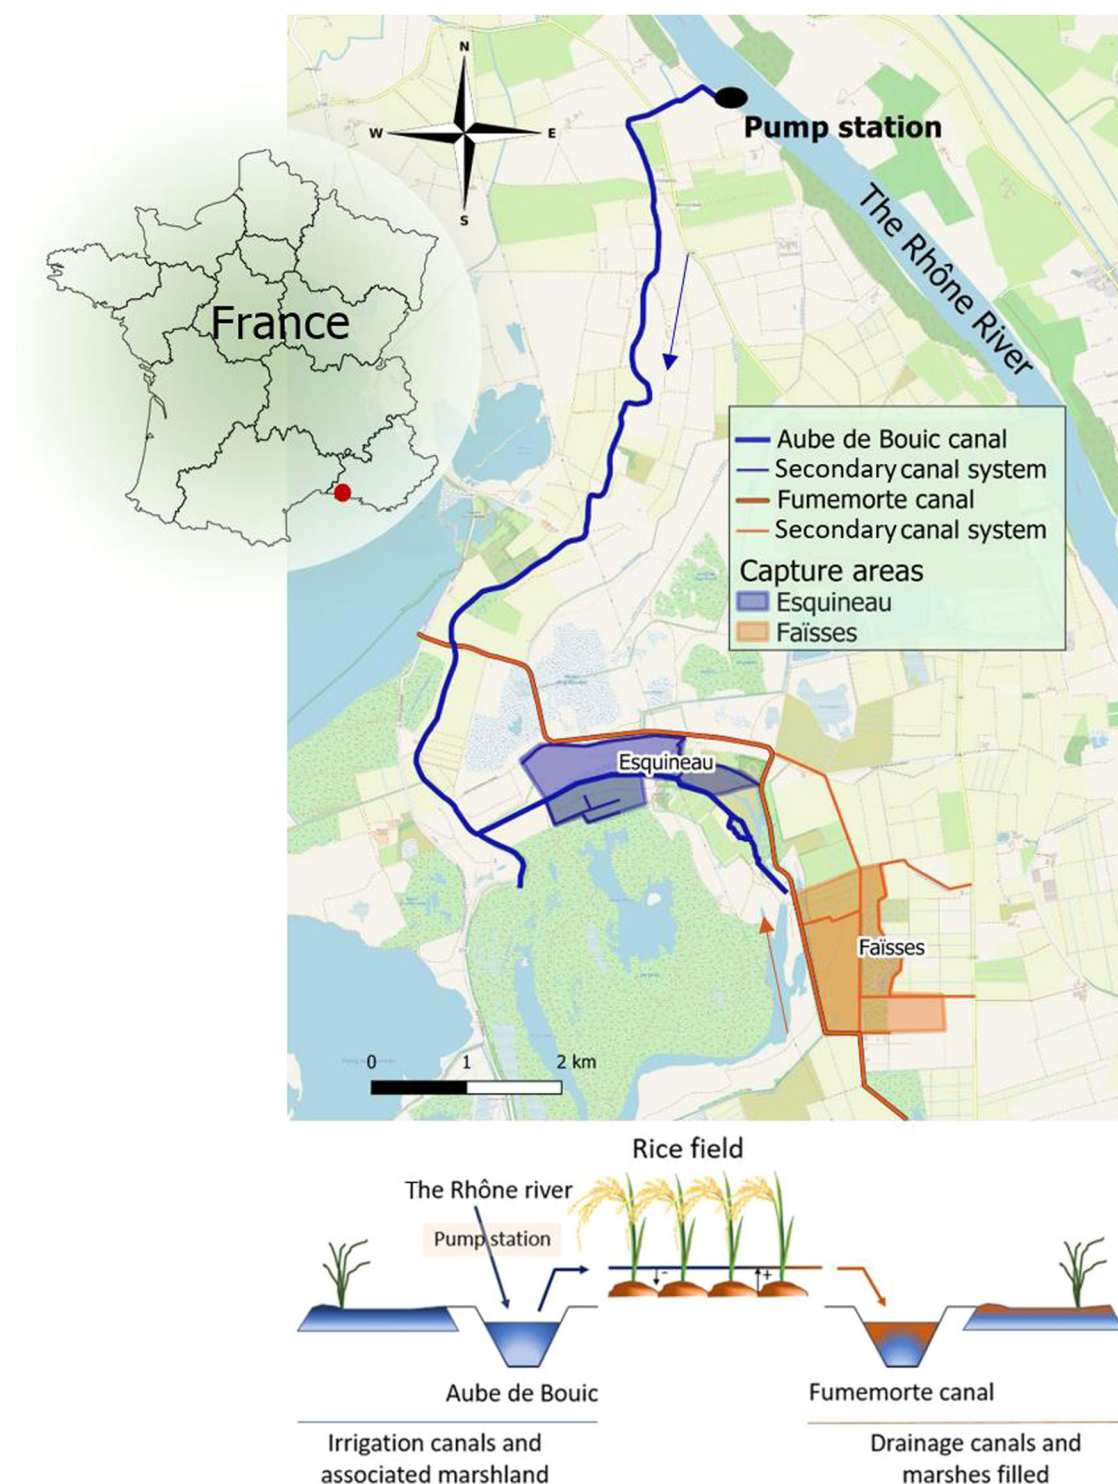 N
W
E
S
Pump station
The Rhône River
France
Aube de Bouic canal
Secondary canal system
Fumemorte canal
Secondary canal system
Capture areas
Esquineau
Faïsses
Esquineau
Faïsses
0 1 2 km
Rice field
The Rhône river
Pump station
- +
Aube de Bouic
Fumemorte canal
Irrigation canals and
associated marshland
Drainage canals and
marshes filled